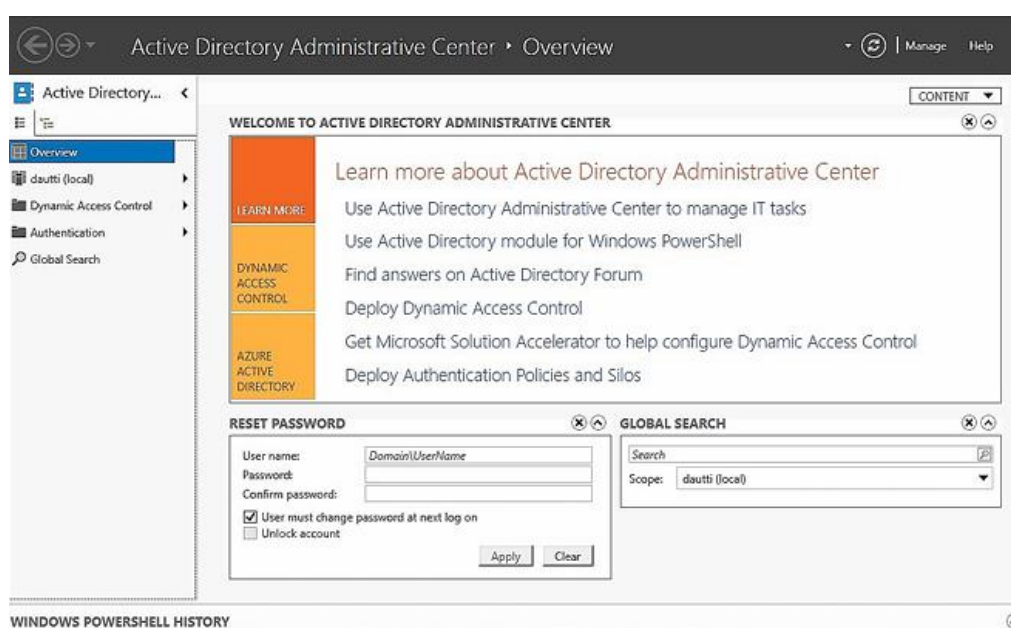 Active Directory Administrative Center ‣ Overview
Manage Help
Active Directory...
CONTENT
WELCOME TO ACTIVE DIRECTORY ADMINISTRATIVE CENTER
Overview
dautti (local)
Dynamic Access Control
Authentication
Global Search
LEARN MORE
DYNAMIC
ACCESS
CONTROL
AZURE
ACTIVE
DIRECTORY
Learn more about Active Directory Administrative Center
Use Active Directory Administrative Center to manage IT tasks
Use Active Directory module for Windows PowerShell
Find answers on Active Directory Forum
Deploy Dynamic Access Control
Get Microsoft Solution Accelerator to help configure Dynamic Access Control
Deploy Authentication Policies and Silos
RESET PASSWORD
User name: Domain\UserName
Password:
Confirm password:
User must change password at next log on
Unlock account
Apply Clear
GLOBAL SEARCH
Search
Scope: dautti (local)
WINDOWS POWERSHELL HISTORY